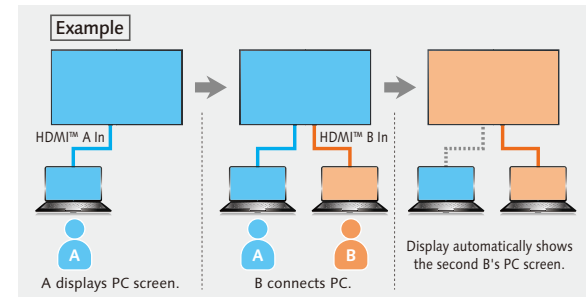 Example
HDMI™ A In
HDMI™ B In
A
A
B
A displays PC screen.
B connects PC.
Display automatically shows
the second B's PC screen.